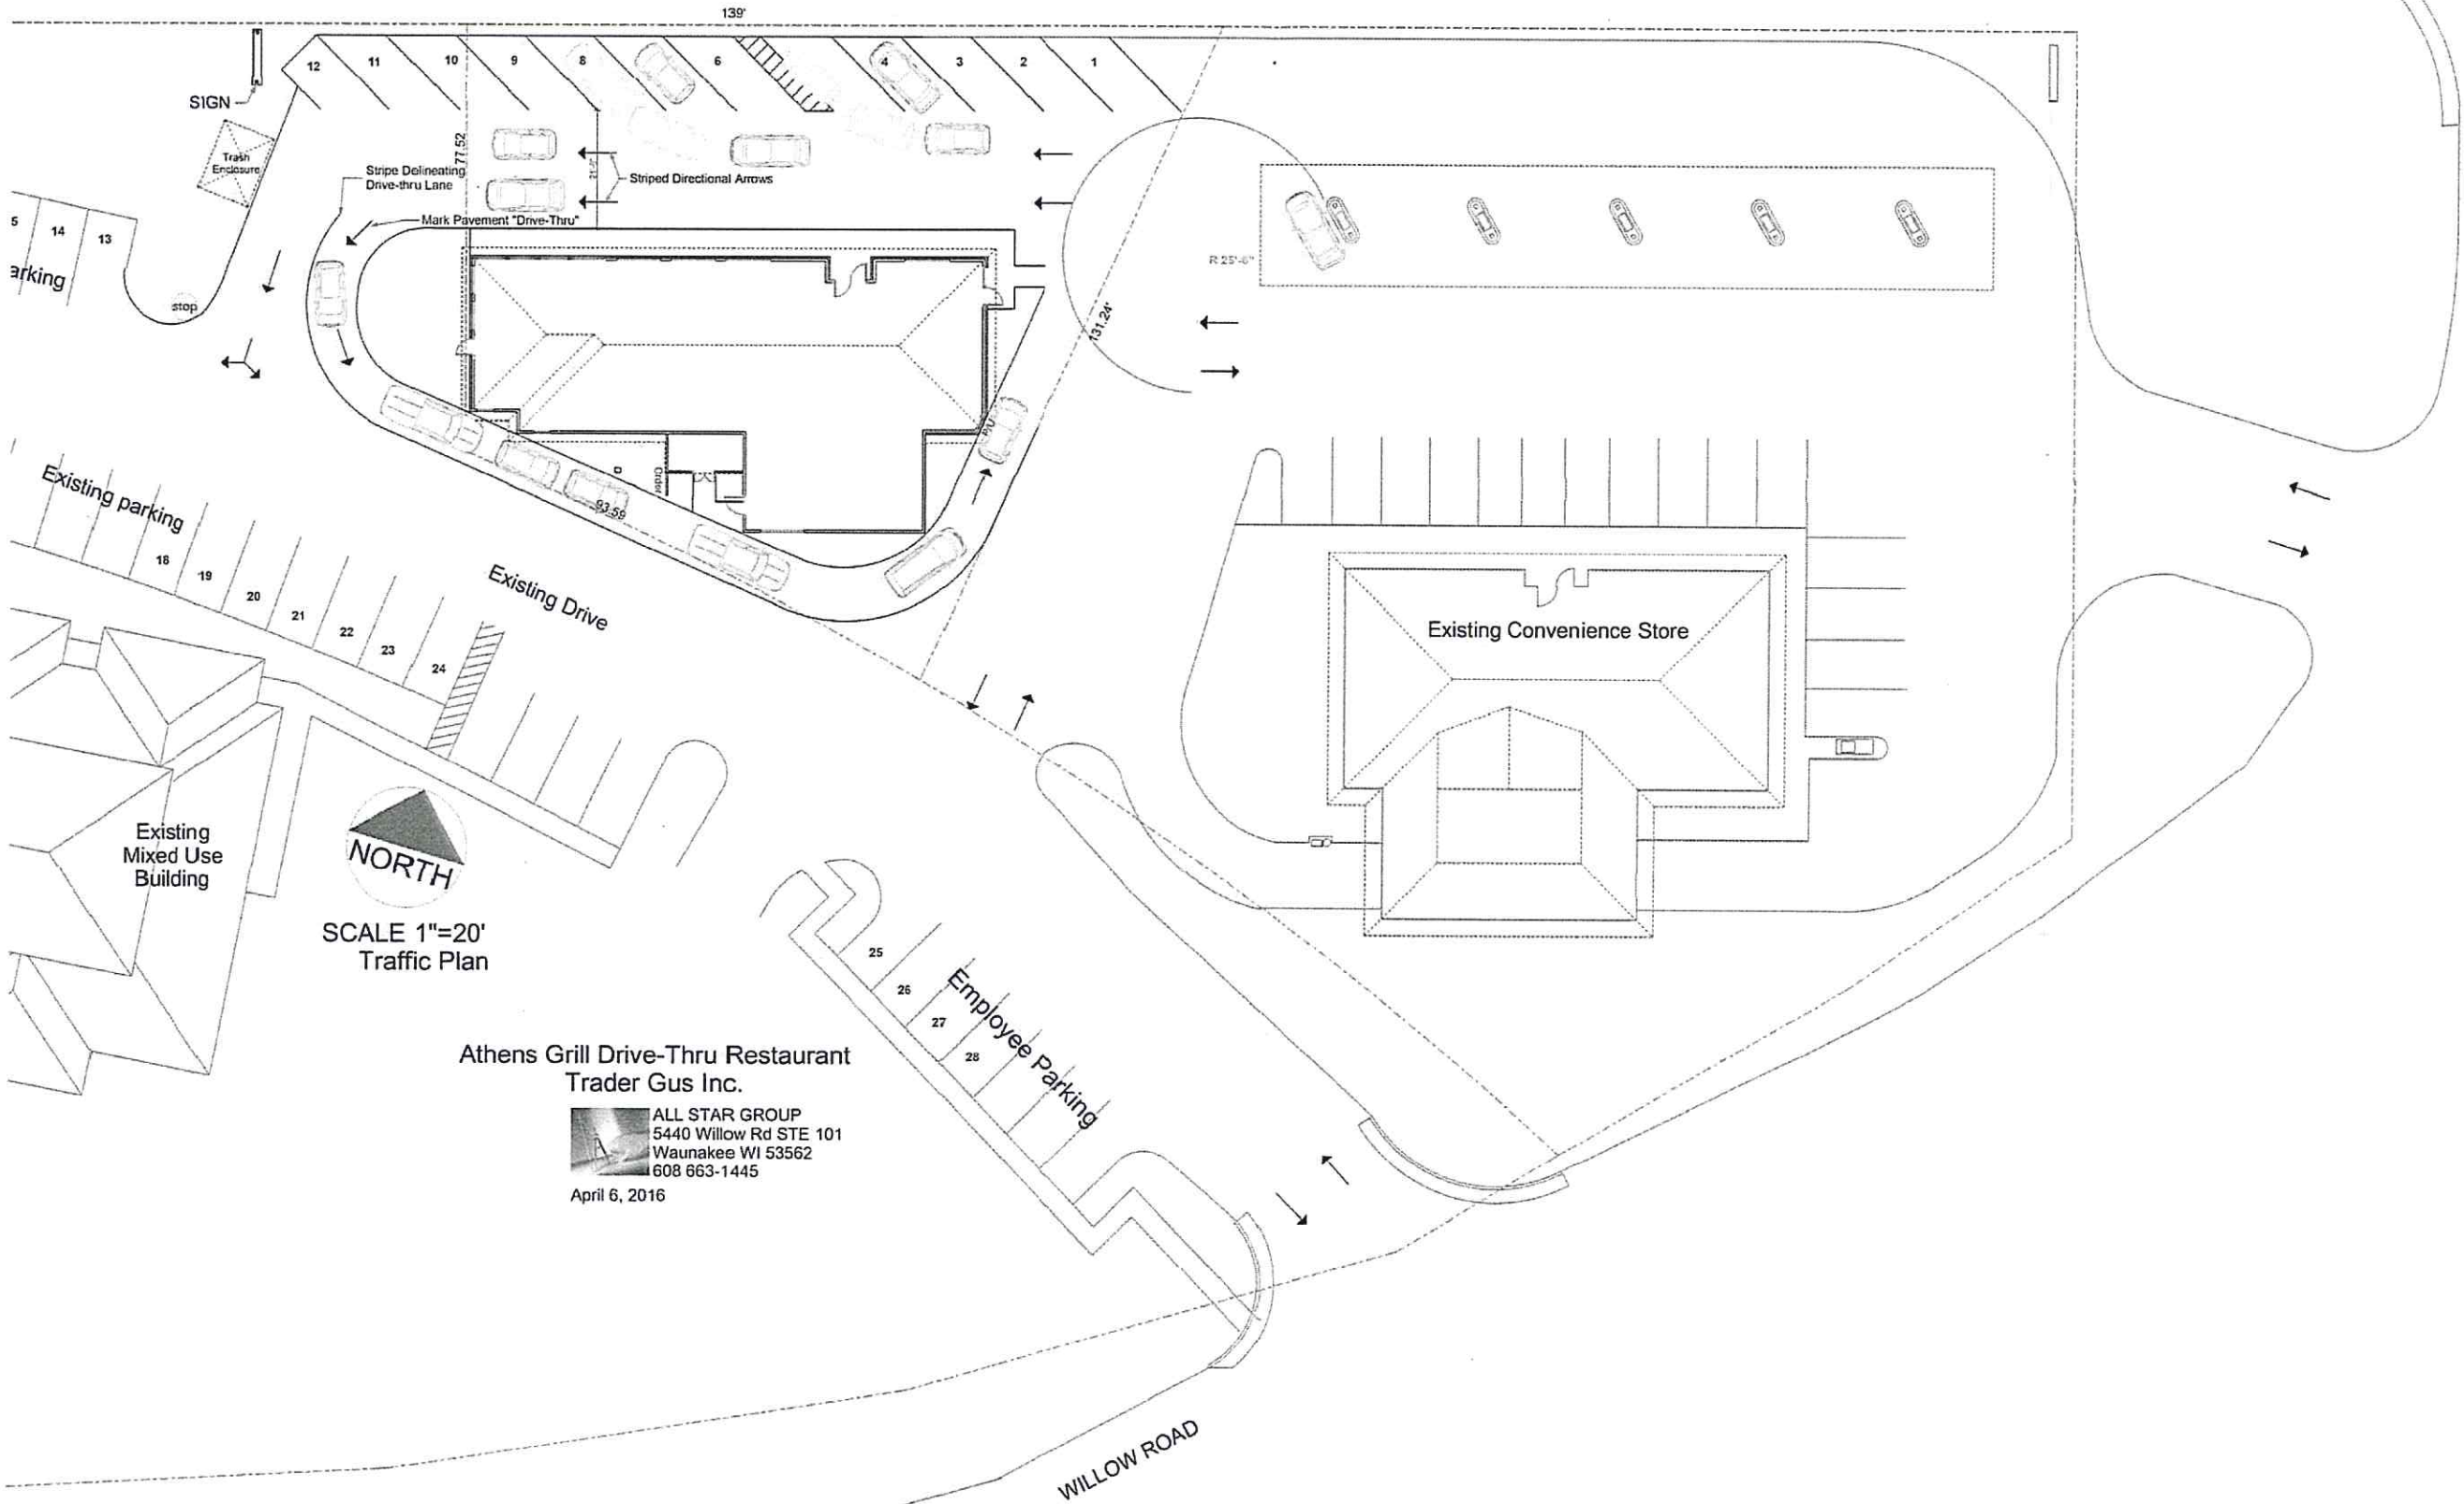 139'
12
11
10
9
8
6
4
3
2
1
SIGN
Trash
Enclosure
77.52
Stripe Delineating
Drive-thru Lane
Striped Directional Arrows
Mark Pavement "Drive-Thru"
5
14
13
arking
stop
R 25'-6"
131.24'
P/U
Order
93.59
Existing parking
18
19
20
21
22
23
24
Existing Drive
Existing Convenience Store
Existing
Mixed Use
Building
NORTH
SCALE 1"=20'
Traffic Plan
25
26
27
28
Employee Parking
Athens Grill Drive-Thru Restaurant
Trader Gus Inc.
ALL STAR GROUP
5440 Willow Rd STE 101
Waunakee WI 53562
608 663-1445
April 6, 2016
WILLOW ROAD